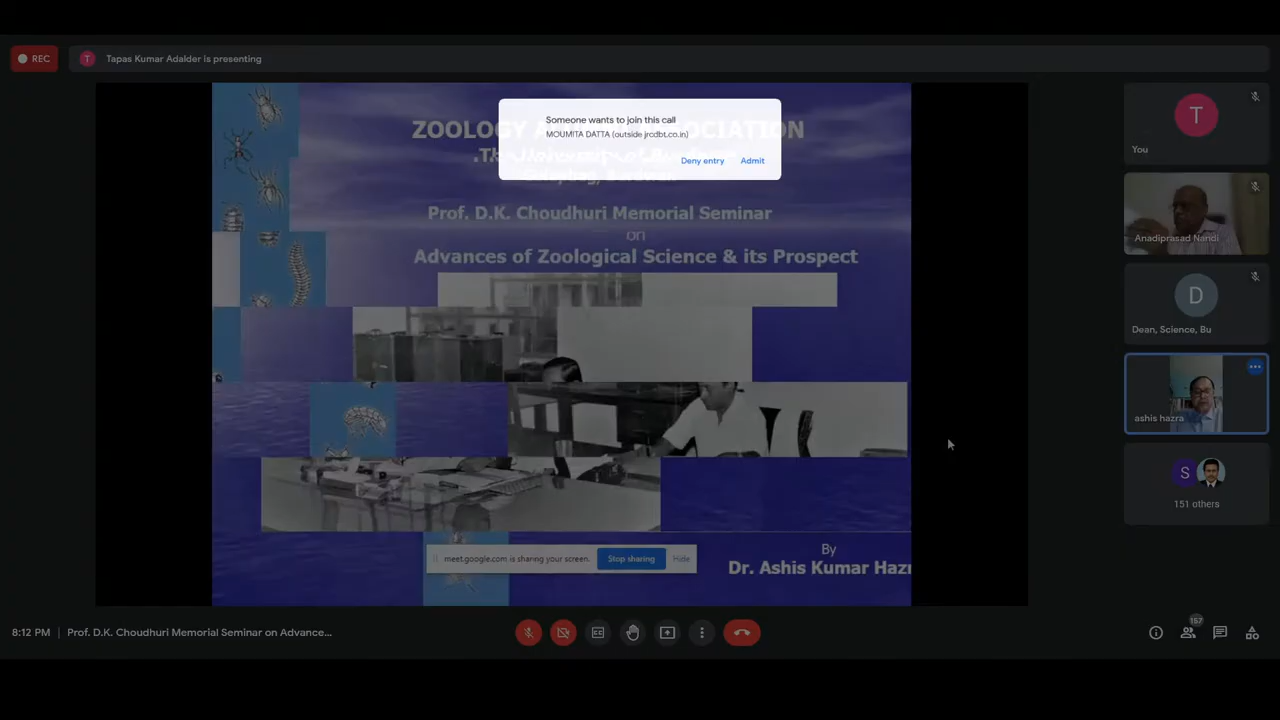 REC
T
Tapas Kumar Adalder is presenting
Someone wants to join this call
MOUMITA DATTA (outside jrcdbt.co.in)
Deny entry
Admit
ZOOLOGY
Prof. D.K. Choudhuri Memorial Seminar
on
Advances of Zoological Science & its Prospect
By
Dr. Ashis Kumar Hazr
meet.google.com is sharing your screen.
Stop sharing
Hide
T
You
Anadiprasad Nandi
D
Dean, Science, Bu
ashis hazra
S
151 others
8:12 PM | Prof. D.K. Choudhuri Memorial Seminar on Advance...
157